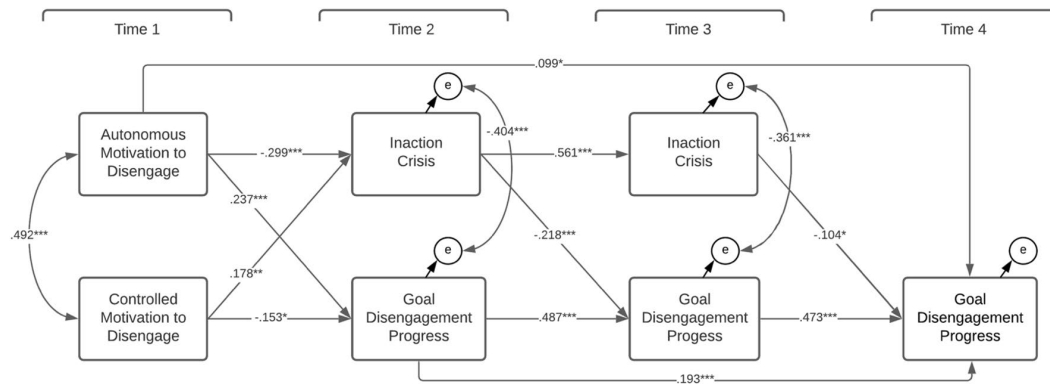 Time 1
Time 2
Time 3
Time 4
.099*
e
e
Autonomous
Motivation to
Disengage
-.299***
Inaction
Crisis
-.404***
.561***
Inaction
Crisis
-.361***
.237***
.492***
-.218***
-.104*
e
e
e
.178**
Controlled
Motivation to
Disengage
-.153*
Goal
Disengagement
Progress
.487***
Goal
Disengagement
Progess
.473***
Goal
Disengagement
Progress
.193***